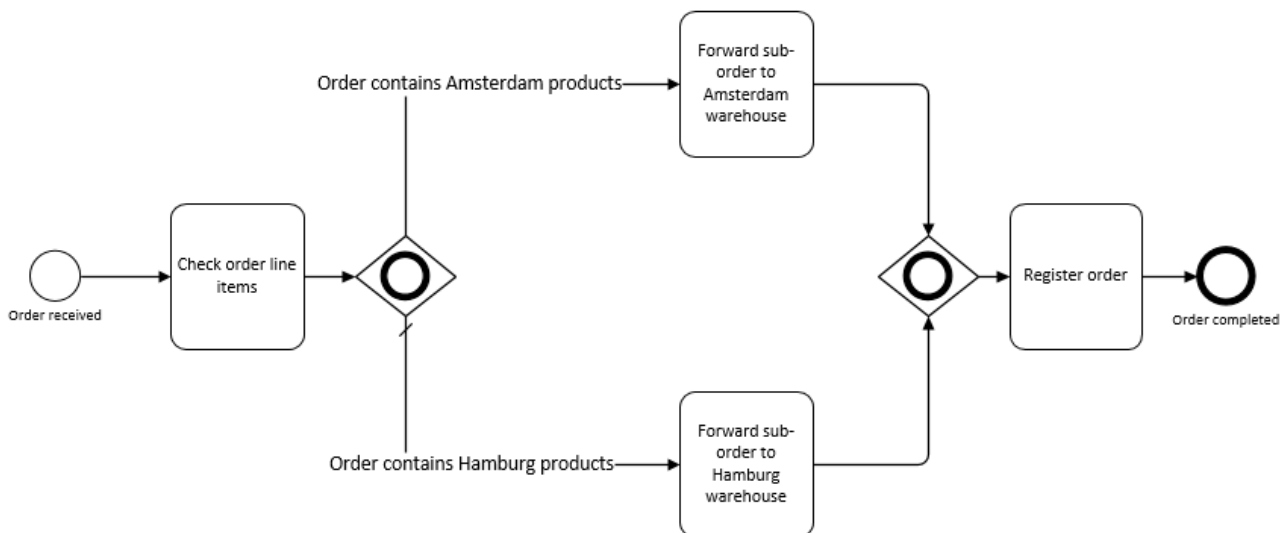 Forward sub-
order to
Amsterdam
warehouse
Order contains Amsterdam products
Check order line
items
Order received
Register order
Order completed
Order contains Hamburg products
Forward sub-
order to
Hamburg
warehouse